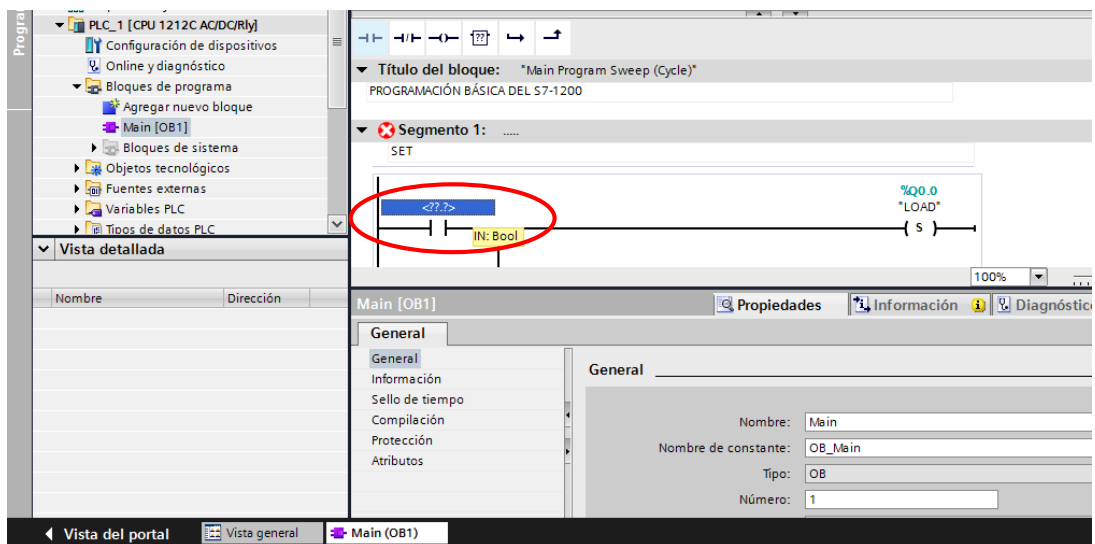 Progra
PLC_1 [CPU 1212C AC/DC/Rly]
Configuración de dispositivos
Online y diagnóstico
Bloques de programa
Agregar nuevo bloque
Main [OB1]
Bloques de sistema
Objetos tecnológicos
Fuentes externas
Variables PLC
Tipos de datos PLC
Vista detallada
Nombre Dirección
??
Título del bloque: "Main Program Sweep (Cycle)"
PROGRAMACIÓN BÁSICA DEL S7-1200
Segmento 1: .....
SET
<??.?>
IN: Bool
%Q0.0
"LOAD"
S
100%
Main [OB1]
Propiedades Información Diagnóstic
General
General
Información
Sello de tiempo
Compilación
Protección
Atributos
General
Nombre: Main
Nombre de constante: OB_Main
Tipo: OB
Número: 1
Vista del portal Vista general Main (OB1)